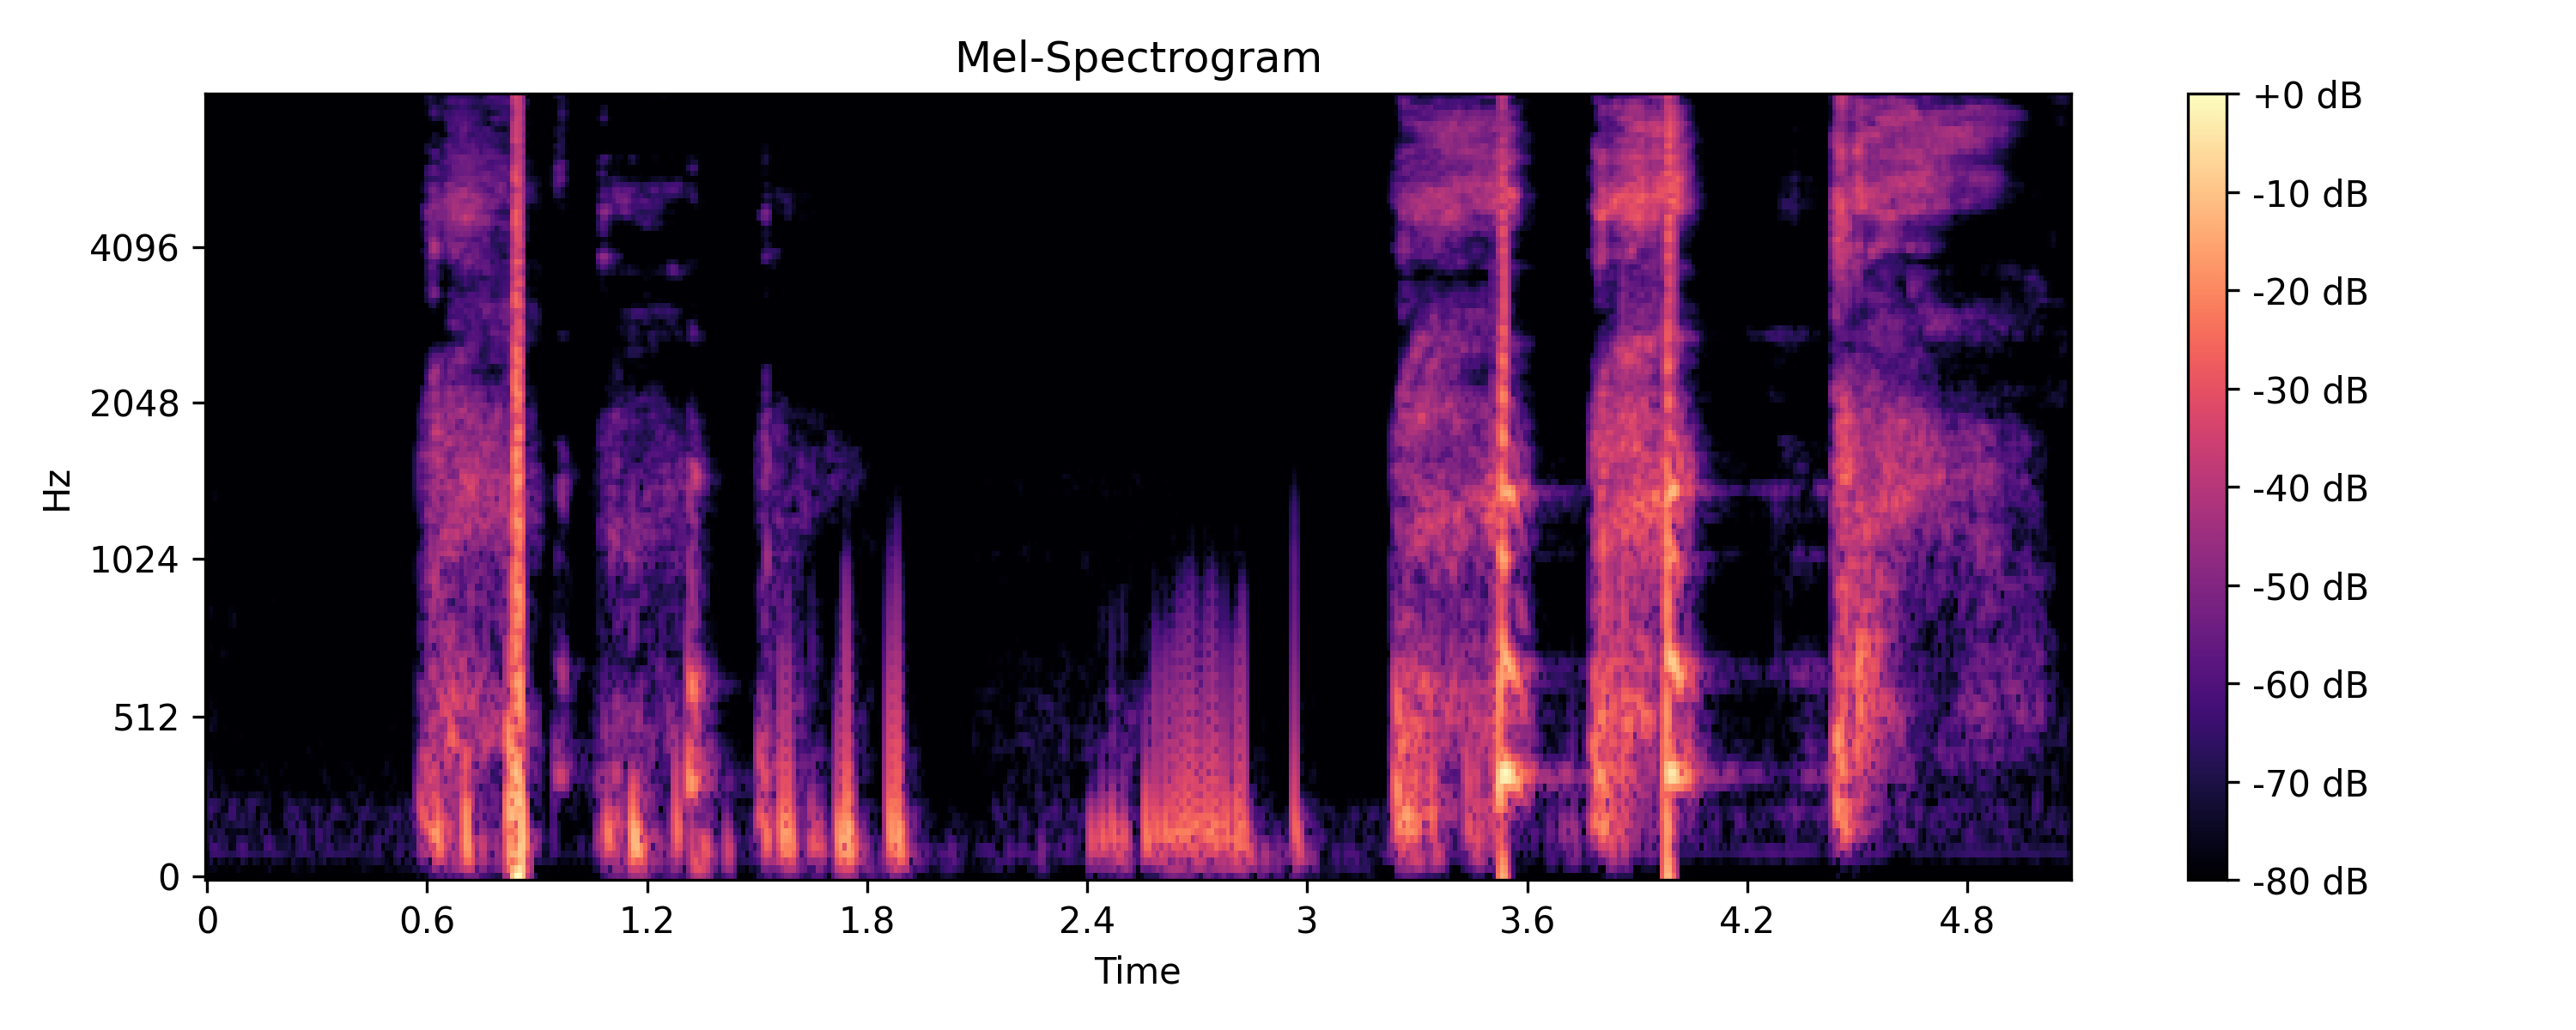 Mel-Spectrogram
+0 dB
-10 dB
-20 dB
-30 dB
-40 dB
-50 dB
-60 dB
-70 dB
-80 dB
Hz
4096
2048
1024
512
0
0 0.6 1.2 1.8 2.4 3 3.6 4.2 4.8
Time